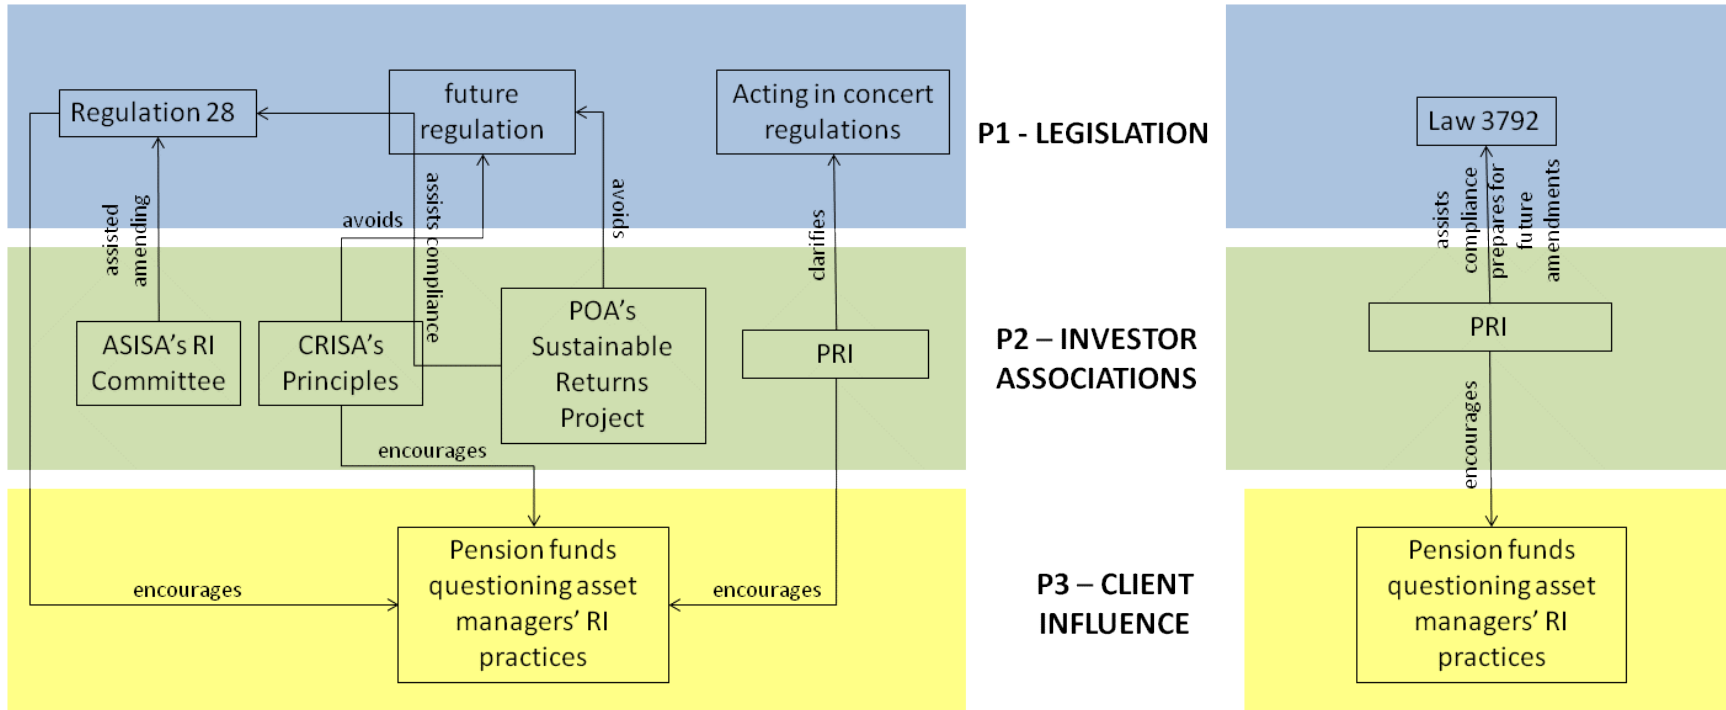 Regulation 28
future
regulation
Acting in concert
regulations
P1 - LEGISLATION
Law 3792
assisted
amending
avoids
assists compliance
avoids
clarifies
assists
compliance
prepares for
future
amendments
ASISA’s RI
Committee
CRISA’s
Principles
POA’s
Sustainable
Returns
Project
PRI
P2 – INVESTOR
ASSOCIATIONS
PRI
encourages
encourages
encourages
Pension funds
questioning asset
managers’ RI
practices
encourages
P3 – CLIENT
INFLUENCE
Pension funds
questioning asset
managers’ RI
practices